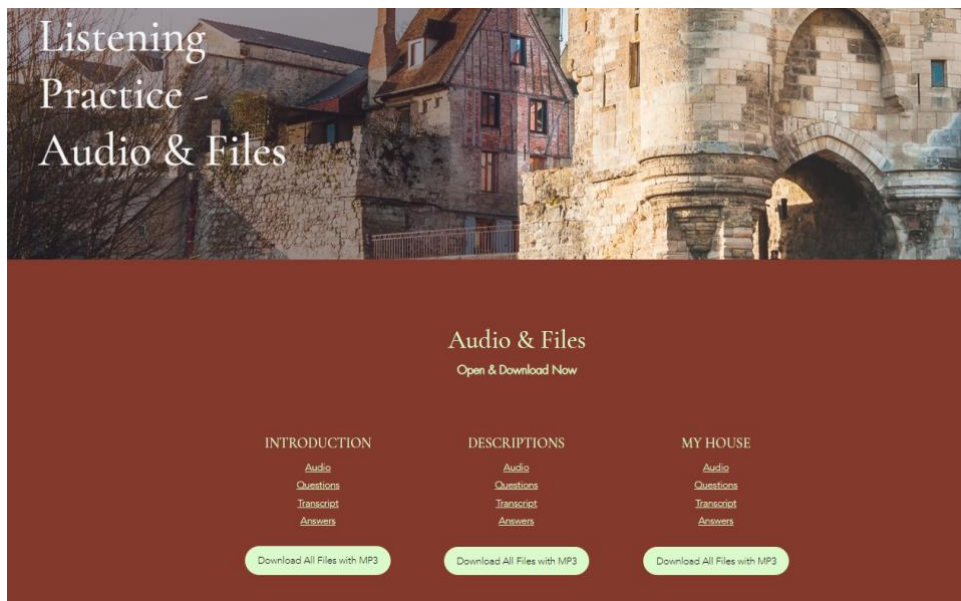 Listening
Practice -
Audio & Files
Audio & Files
Open & Download Now
INTRODUCTION
Audio
Questions
Transcript
Answers
Download All Files with MP3
DESCRIPTIONS
Audio
Questions
Transcript
Answers
Download All Files with MP3
MY HOUSE
Audio
Questions
Transcript
Answers
Download All Files with MP3